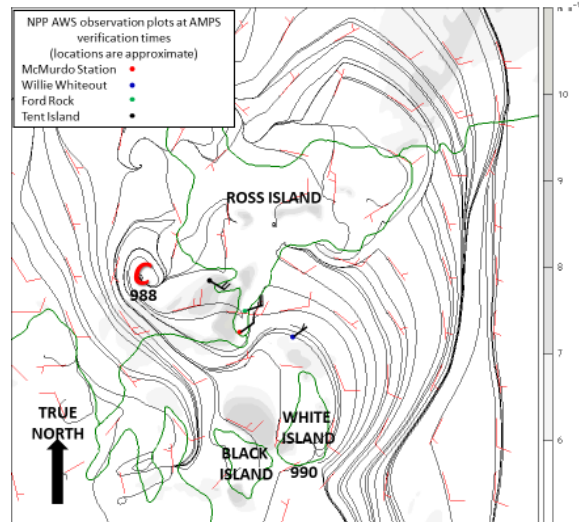 NPP AWS observation plots at AMPS
verification times
(locations are approximate)
McMurdo Station
Willie Whiteout
Ford Rock
Tent Island
m s⁻¹
10
9
8
7
6
ROSS ISLAND
988
TRUE
NORTH
WHITE
ISLAND
BLACK
ISLAND
990